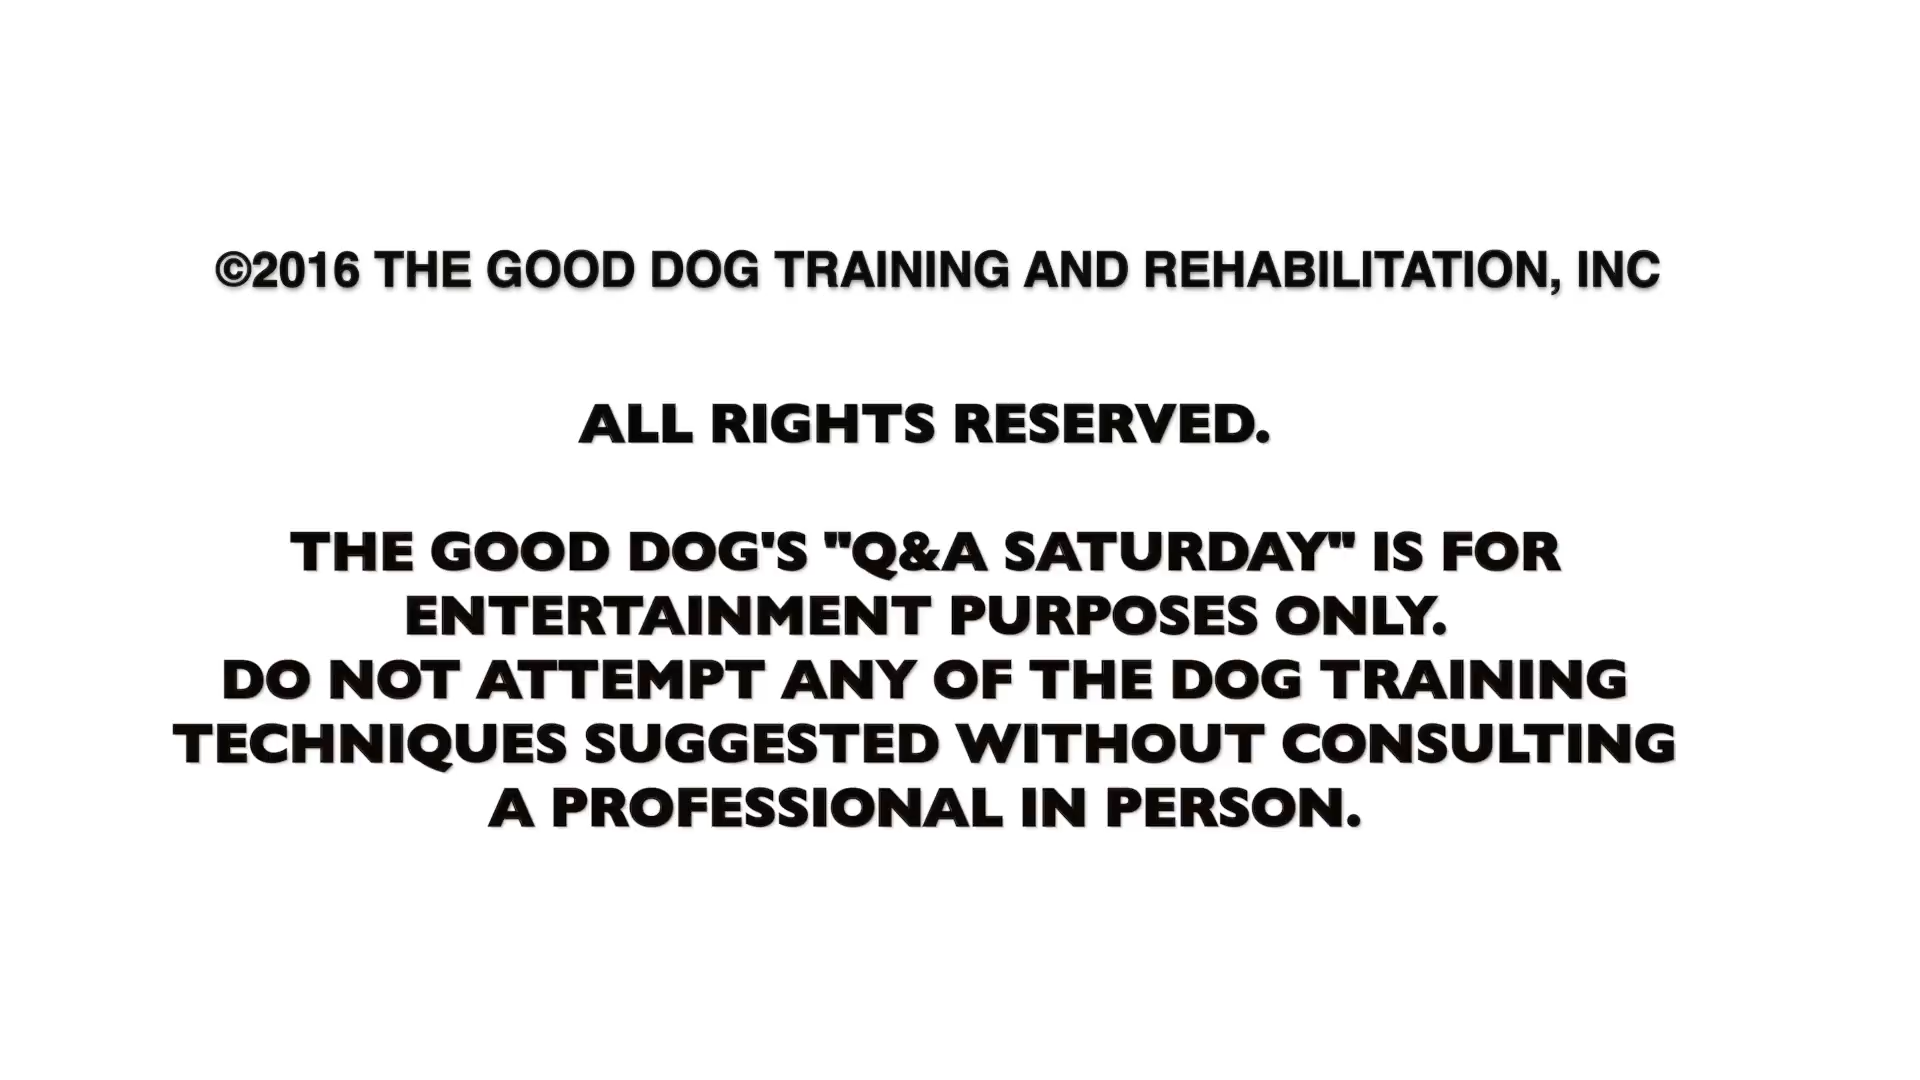 ©2016 THE GOOD DOG TRAINING AND REHABILITATION, INC
ALL RIGHTS RESERVED.
THE GOOD DOG'S "Q&A SATURDAY" IS FOR
ENTERTAINMENT PURPOSES ONLY.
DO NOT ATTEMPT ANY OF THE DOG TRAINING
TECHNIQUES SUGGESTED WITHOUT CONSULTING
A PROFESSIONAL IN PERSON.